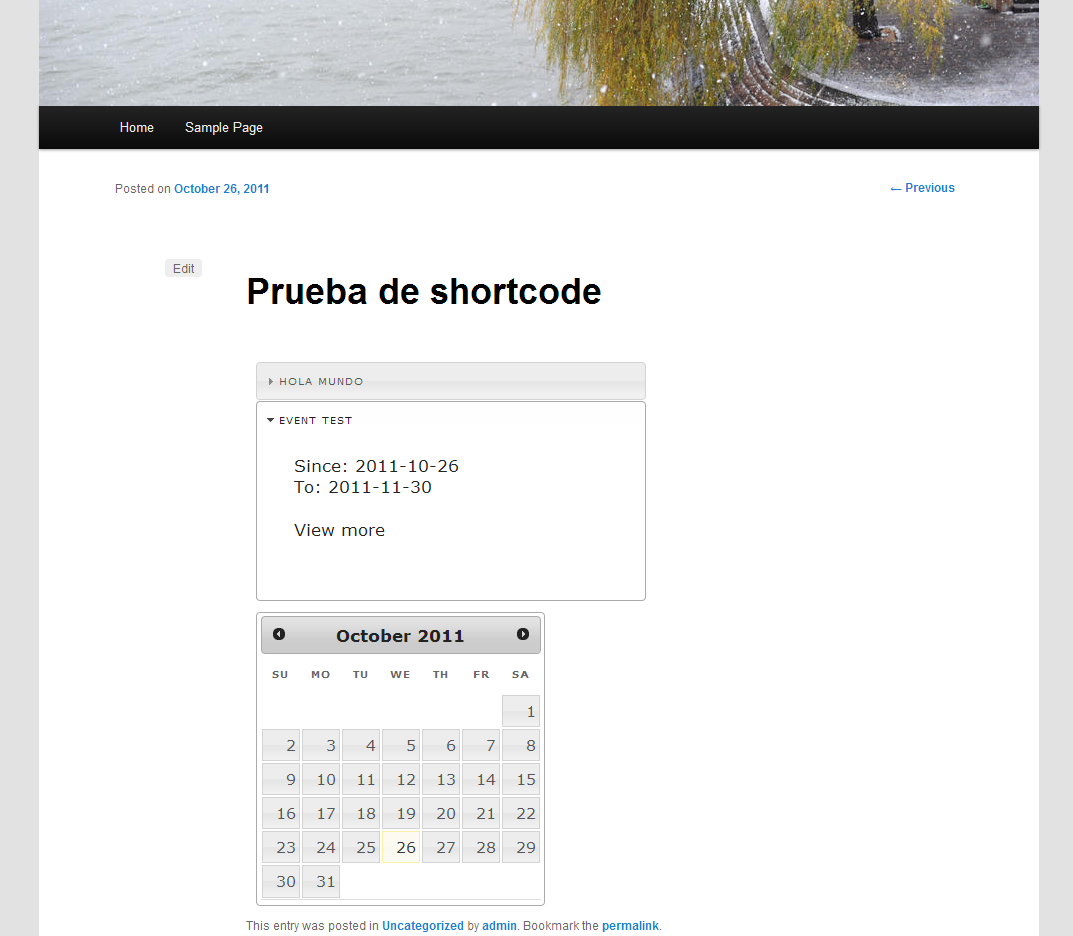 Home Sample Page
Posted on October 26, 2011 ← Previous
Edit
Prueba de shortcode
HOLA MUNDO
EVENT TEST
Since: 2011-10-26
To: 2011-11-30
View more
October 2011
SU MO TU WE TH FR SA
1
2 3 4 5 6 7 8
9 10 11 12 13 14 15
16 17 18 19 20 21 22
23 24 25 26 27 28 29
30 31
This entry was posted in Uncategorized by admin. Bookmark the permalink.